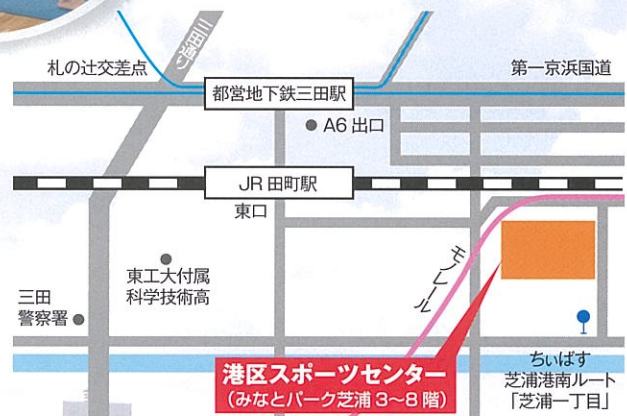 三田通り
札の辻交差点
第一京浜国道
都営地下鉄三田駅
A6出口
JR田町駅
東口
モノレール
東工大付属
科学技術高
三田
警察署
港区スポーツセンター
(みなとパーク芝浦3~8階)
ちぃばす
芝浦港南ルート
「芝浦一丁目」